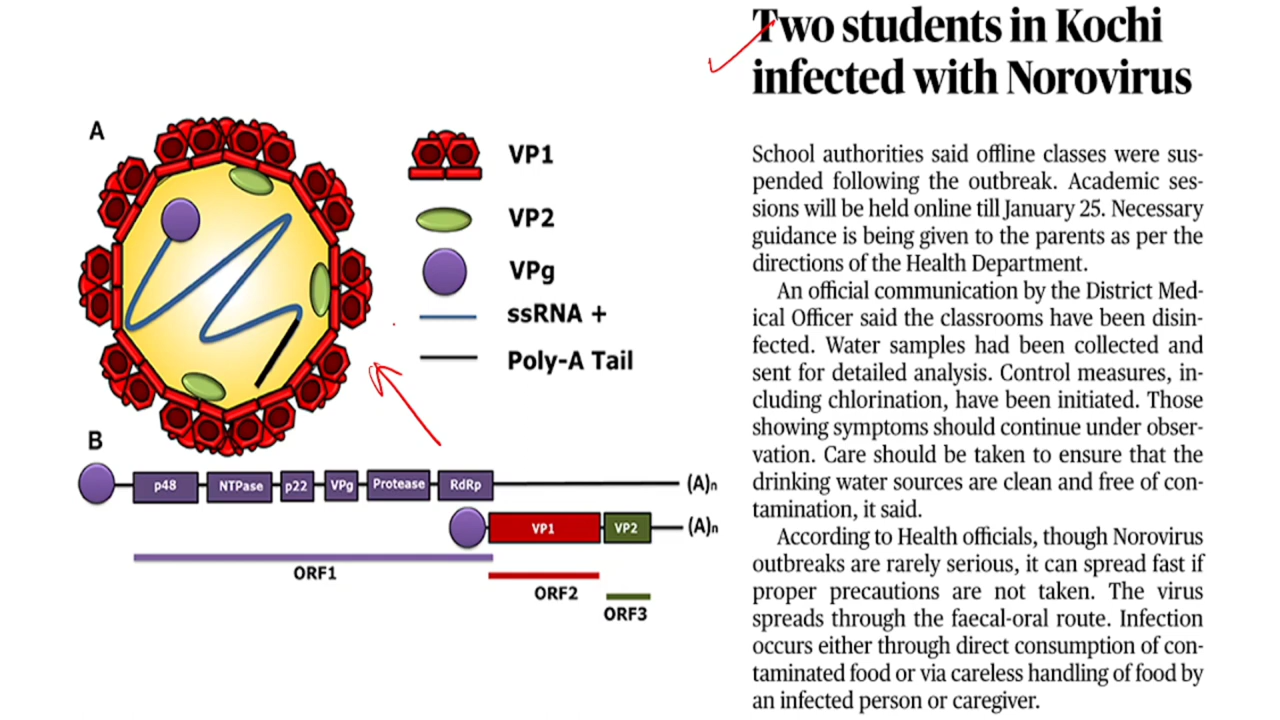 A
VP1
VP2
VPg
ssRNA +
Poly-A Tail
B
p48 NTPase p22 VPg Protease RdRp (A)n
VP1 VP2 (A)n
ORF1
ORF2
ORF3
Two students in Kochi
infected with Norovirus
School authorities said offline classes were sus-
pended following the outbreak. Academic ses-
sions will be held online till January 25. Necessary
guidance is being given to the parents as per the
directions of the Health Department.
An official communication by the District Med-
ical Officer said the classrooms have been disin-
fected. Water samples had been collected and
sent for detailed analysis. Control measures, in-
cluding chlorination, have been initiated. Those
showing symptoms should continue under obser-
vation. Care should be taken to ensure that the
drinking water sources are clean and free of con-
tamination, it said.
According to Health officials, though Norovirus
outbreaks are rarely serious, it can spread fast if
proper precautions are not taken. The virus
spreads through the faecal-oral route. Infection
occurs either through direct consumption of con-
taminated food or via careless handling of food by
an infected person or caregiver.